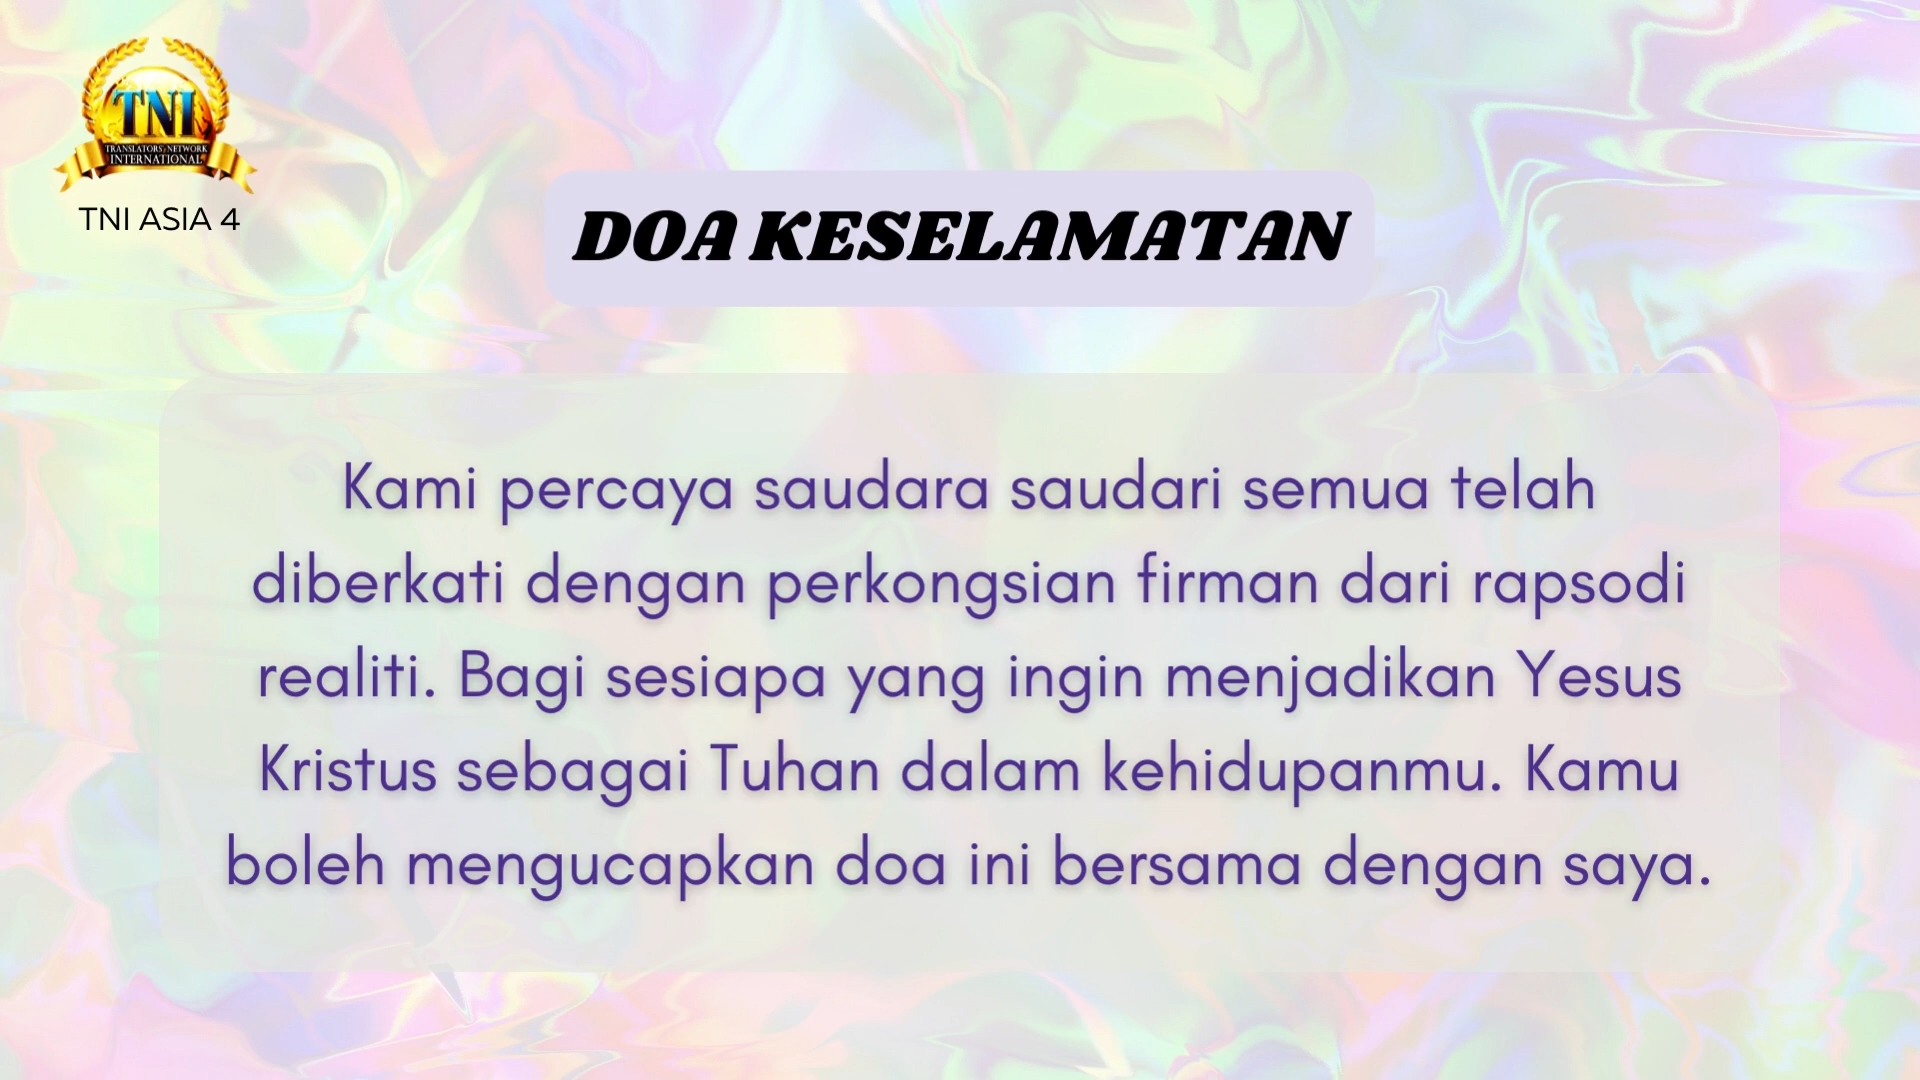 TNI
TRANSLATORS' NETWORK
INTERNATIONAL
TNI ASIA 4
DOA KESELAMATAN
Kami percaya saudara saudari semua telah
diberkati dengan perkongsian firman dari rapsodi
realiti. Bagi sesiapa yang ingin menjadikan Yesus
Kristus sebagai Tuhan dalam kehidupanmu. Kamu
boleh mengucapkan doa ini bersama dengan saya.